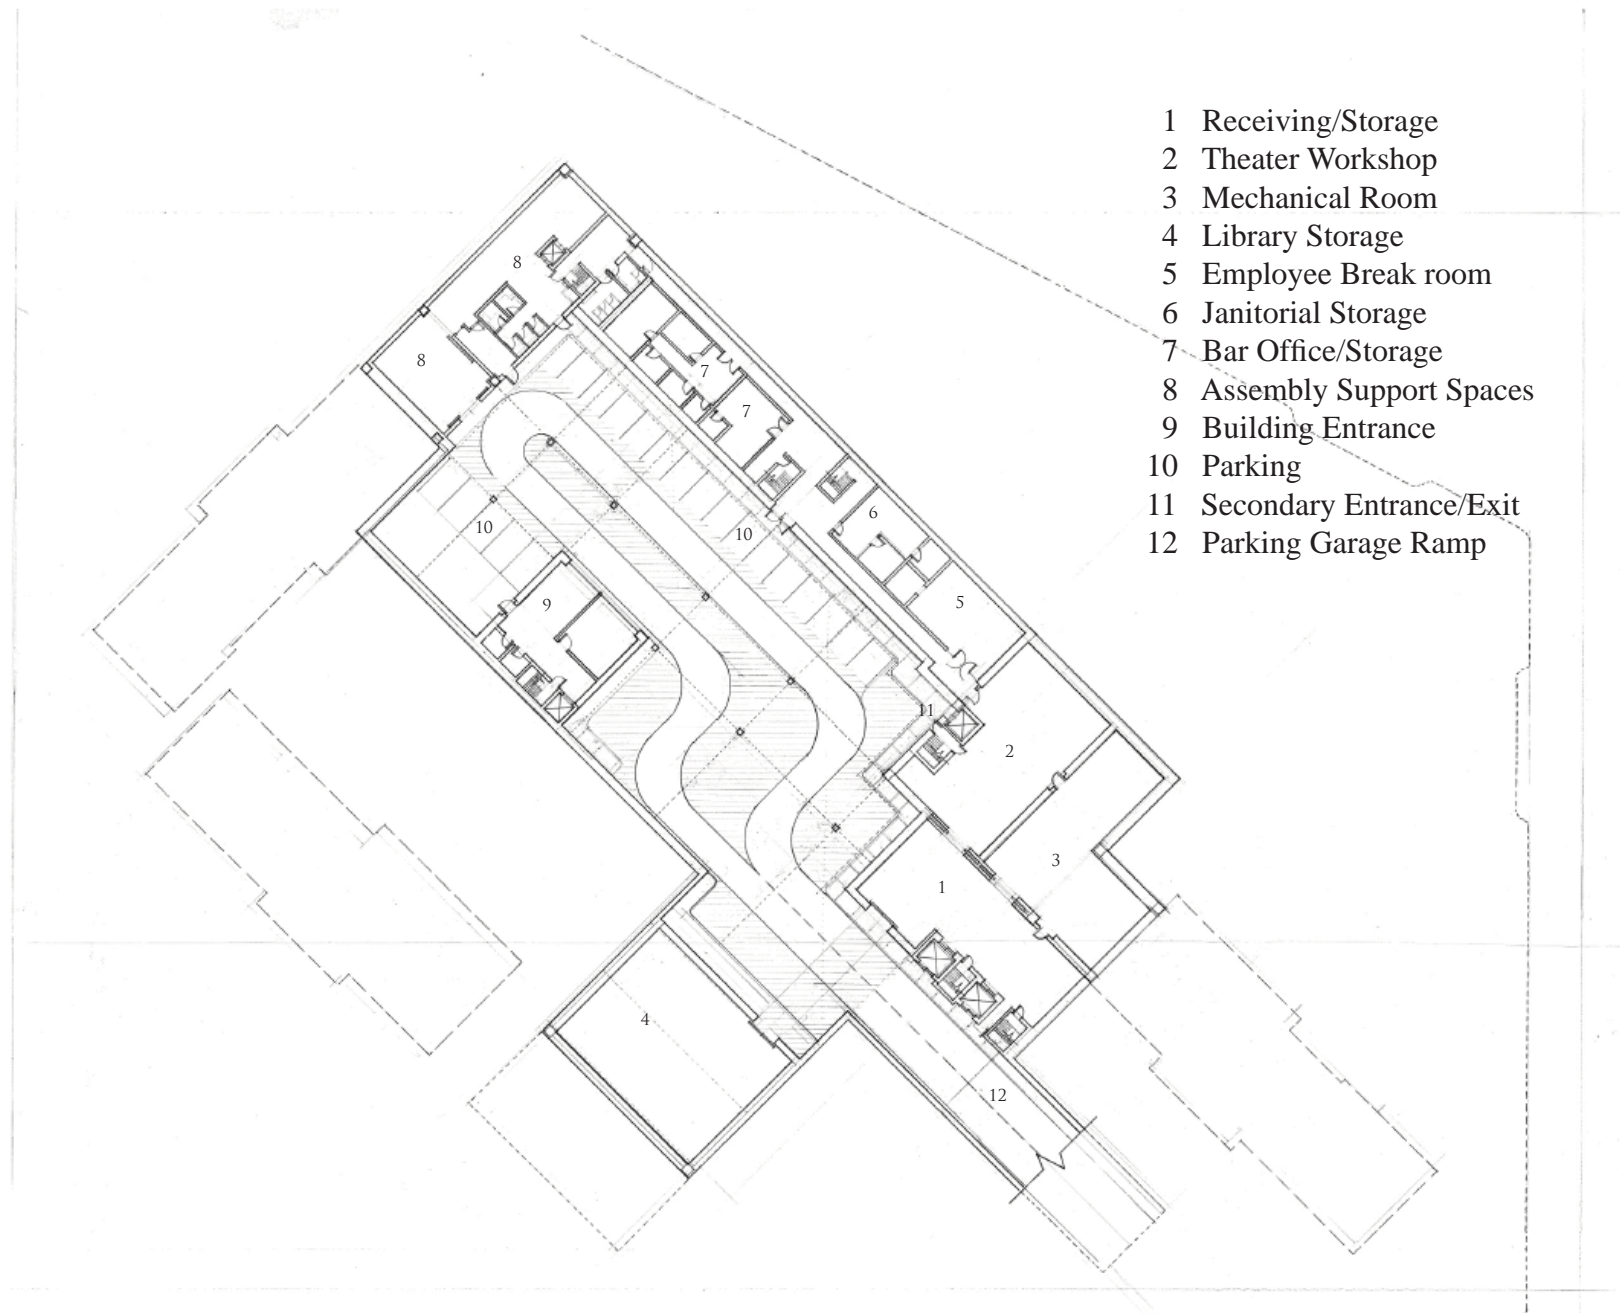 1 Receiving/Storage
2 Theater Workshop
3 Mechanical Room
4 Library Storage
5 Employee Break room
6 Janitorial Storage
7 Bar Office/Storage
8 Assembly Support Spaces
9 Building Entrance
10 Parking
11 Secondary Entrance/Exit
12 Parking Garage Ramp
8
8
7
7
6
10
10
5
9
11
2
3
1
4
12